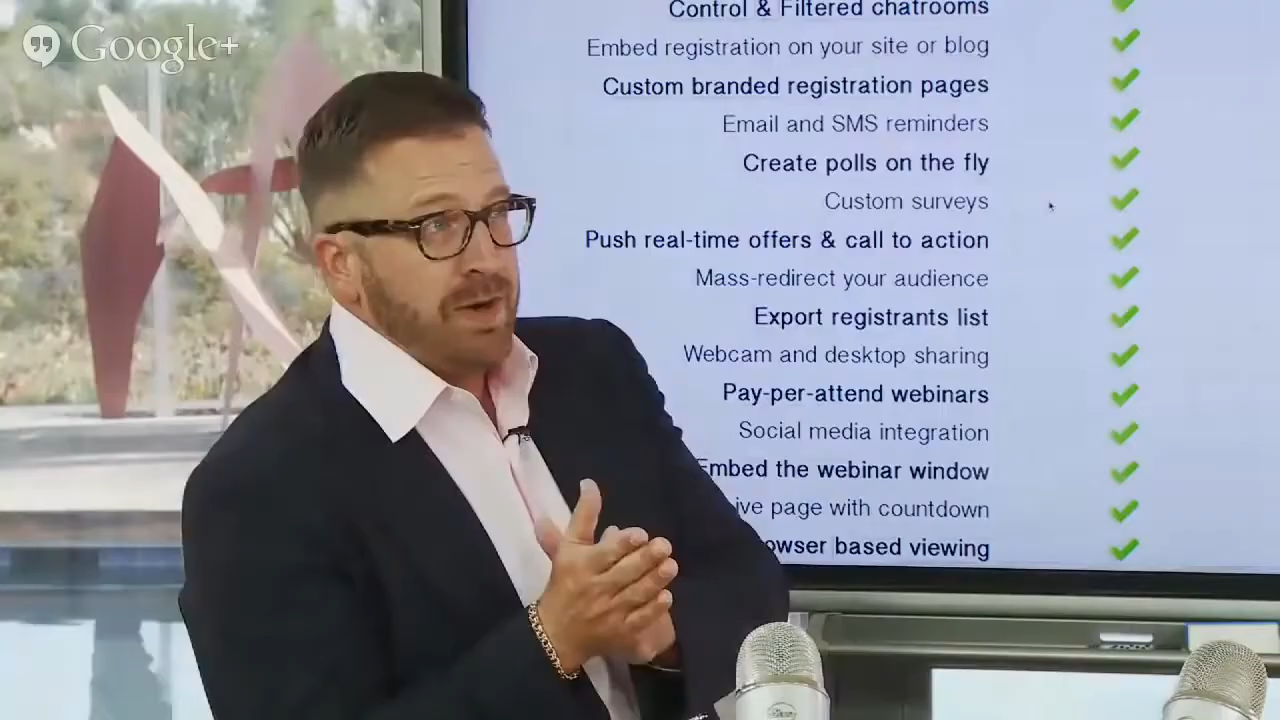 Google+
Control & Filtered chatrooms
Embed registration on your site or blog
Custom branded registration pages
Email and SMS reminders
Create polls on the fly
Custom surveys
Push real-time offers & call to action
Mass-redirect your audience
Export registrants list
Webcam and desktop sharing
Pay-per-attend webinars
Social media integration
Embed the webinar window
ive page with countdown
owser based viewing